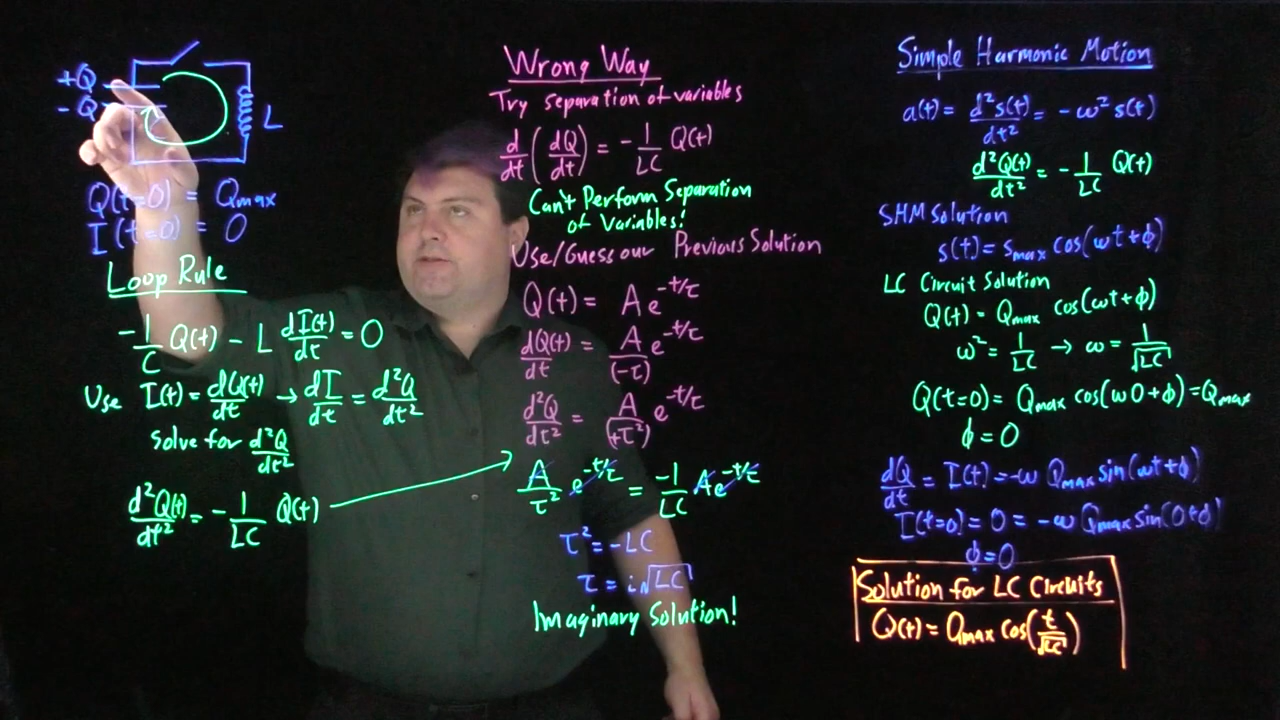 +Q
-Q
L
Q(t=0) = Qmax
I(t=0) = 0
Loop Rule
-1/C Q(t) - L dI(t)/dt = 0
Use I(t) = dQ(t)/dt → dI/dt = d²Q/dt²
solve for d²Q/dt²
d²Q(t)/dt² = -1/LC Q(t)
Wrong Way
Try separation of variables
d/dt (dQ/dt) = -1/LC Q(t)
Can't Perform Separation
of Variables!
Use/Guess our Previous Solution
Q(t) = A e^-t/τ
dQ(t)/dt = A/(-τ) e^-t/τ
d²Q/dt² = A/(+τ²) e^-t/τ
A/τ² e^-t/τ = -1/LC A e^-t/τ
τ² = -LC
τ = i√LC
Imaginary Solution!
Simple Harmonic Motion
a(t) = d²s(t)/dt² = -ω² s(t)
d²Q(t)/dt² = -1/LC Q(t)
SHM Solution
s(t) = smax cos(ωt+ϕ)
LC Circuit Solution
Q(t) = Qmax cos(ωt+ϕ)
ω² = 1/LC → ω = 1/√LC
Q(t=0) = Qmax cos(ω0+ϕ) = Qmax
ϕ = 0
dQ/dt = I(t) = -ω Qmax sin(ωt+ϕ)
I(t=0) = 0 = -ω Qmax sin(0+ϕ)
ϕ = 0
Solution for LC Circuits
Q(t) = Qmax cos(t/√LC)